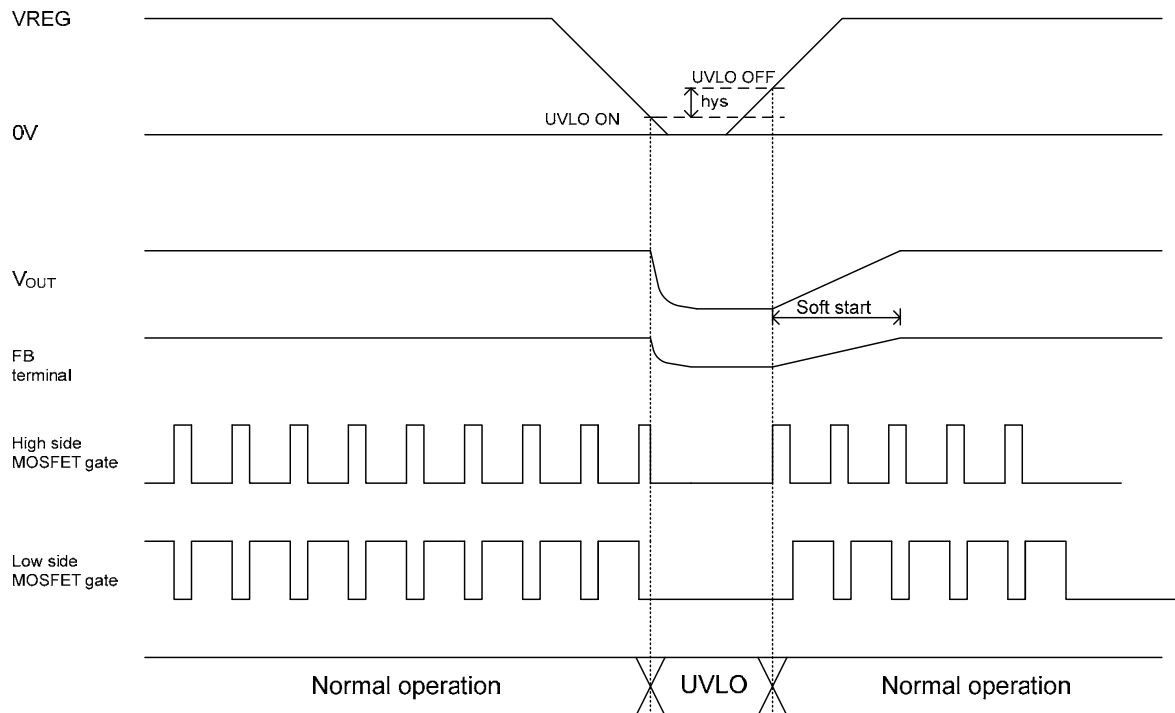 VREG
UVLO OFF
hys
UVLO ON
0V
VOUT
Soft start
FB
terminal
High side
MOSFET gate
Low side
MOSFET gate
Normal operation
UVLO
Normal operation